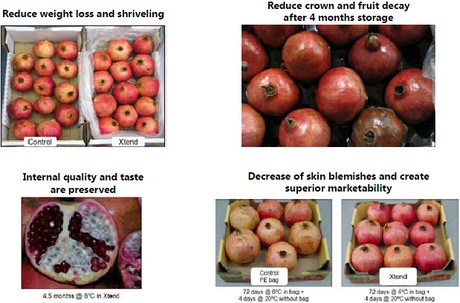 Reduce weight loss and shriveling
Control
Xtend
Reduce crown and fruit decay
after 4 months storage
Internal quality and taste
are preserved
4.5 months @ 6°C in Xtend
Decrease of skin blemishes and create
superior marketability
Control
PE bag
Xtend
72 days @ 6°C in bag +
4 days @ 20°C without bag
72 days @ 6°C in bag +
4 days @ 20°C without bag